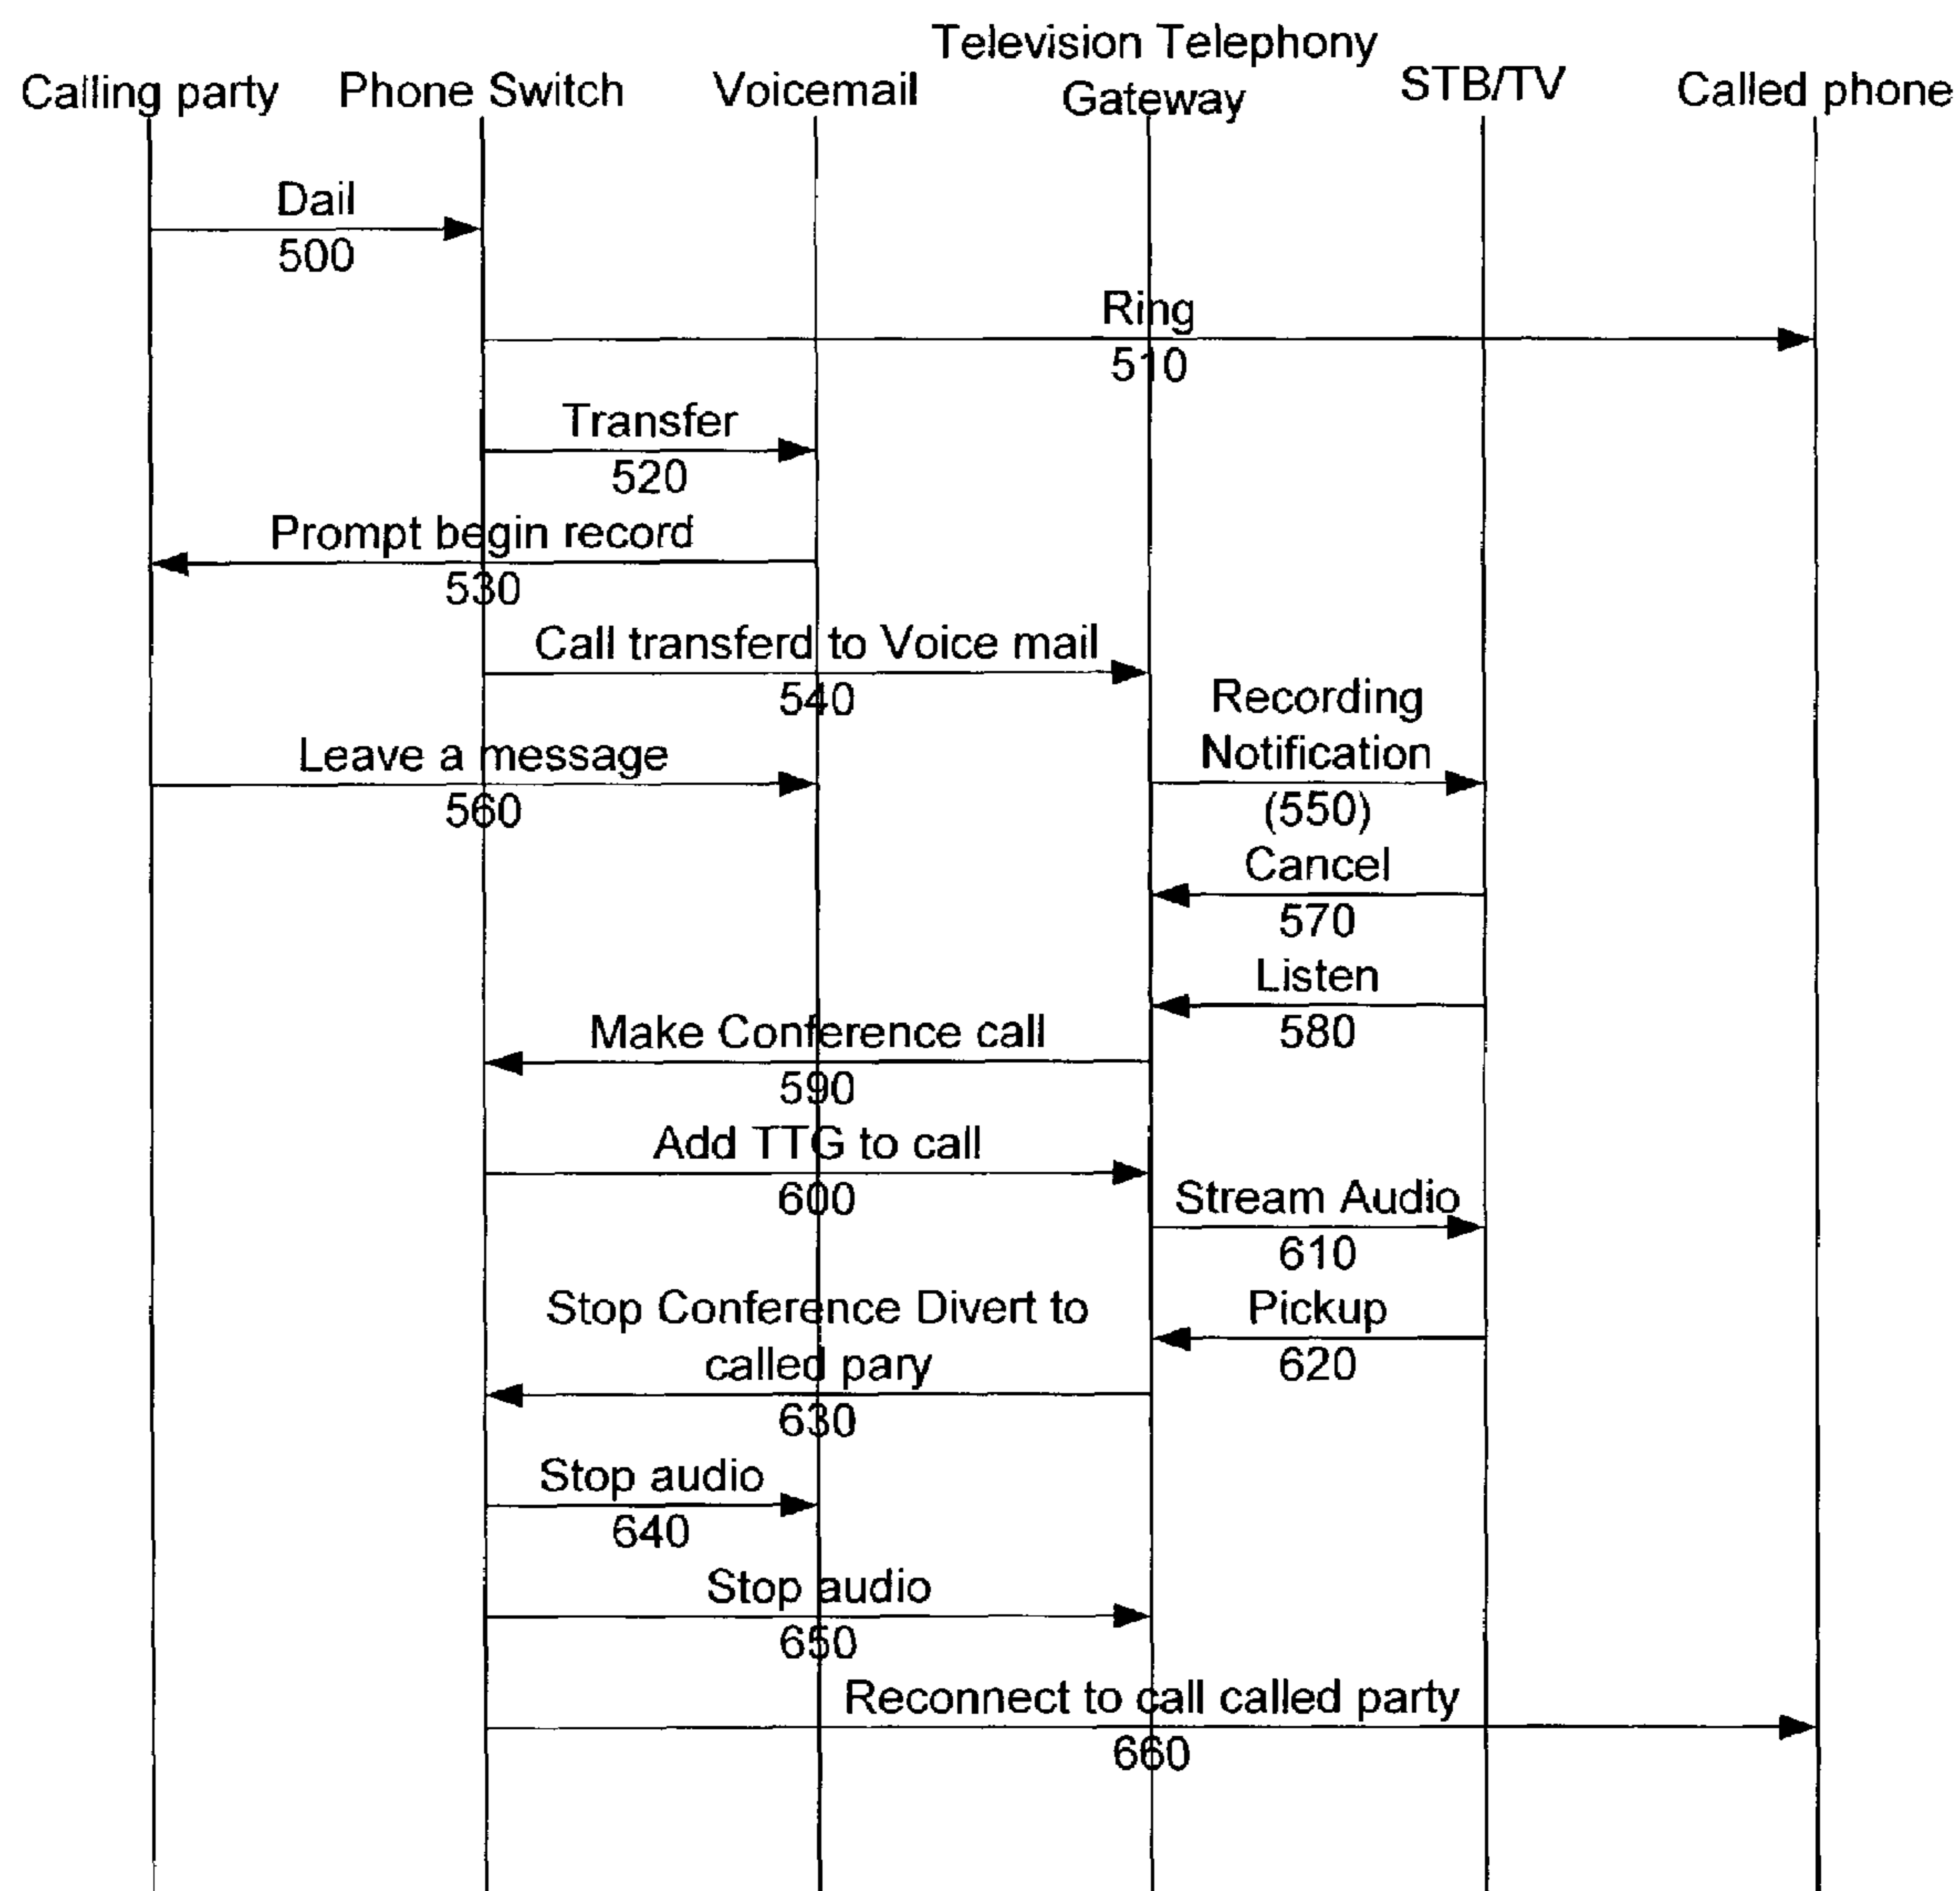 Television Telephony
Calling party Phone Switch Voicemail Gateway STB/TV Called phone
Dail
500
Ring
510
Transfer
520
Prompt begin record
530
Call transferd to Voice mail
540
Recording
Notification
(550)
Leave a message
560
Cancel
570
Listen
580
Make Conference call
590
Add TTG to call
600
Stream Audio
610
Pickup
620
Stop Conference Divert to
called pary
630
Stop audio
640
Stop audio
650
Reconnect to call called party
660